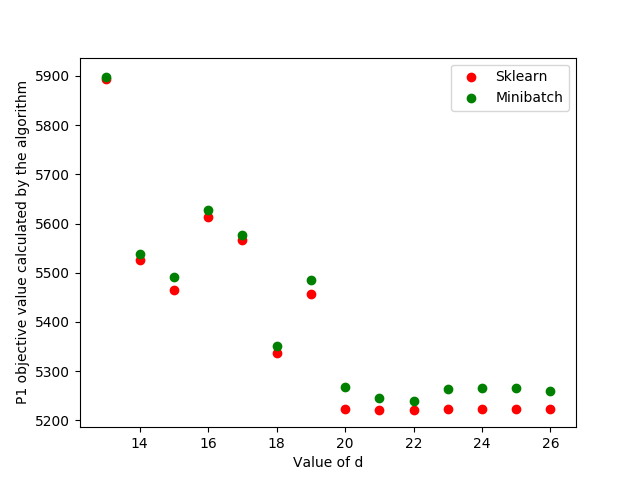 Sklearn
Minibatch
5900
5800
5700
5600
5500
5400
5300
5200
P1 objective value calculated by the algorithm
14 16 18 20 22 24 26
Value of d